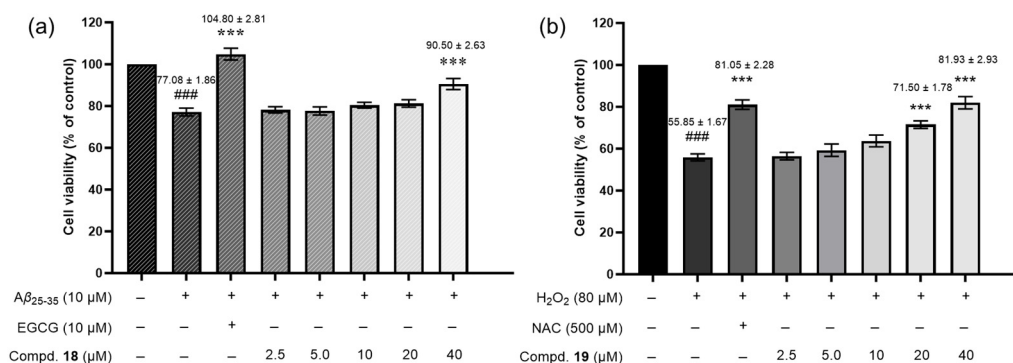 (a)
Cell viability (% of control)
120
100
80
60
40
20
0
77.08 ± 1.86
###
104.80 ± 2.81
***
90.50 ± 2.63
***
Aβ25-35 (10 μM) – + + + + + + +
EGCG (10 μM) – – + – – – – –
Compd. 18 (μM) – – – 2.5 5.0 10 20 40
(b)
Cell viability (% of control)
120
100
80
60
40
20
0
55.85 ± 1.67
###
81.05 ± 2.28
***
71.50 ± 1.78
***
81.93 ± 2.93
***
H2O2 (80 μM) – + + + + + + +
NAC (500 μM) – – + – – – – –
Compd. 19 (μM) – – – 2.5 5.0 10 20 40